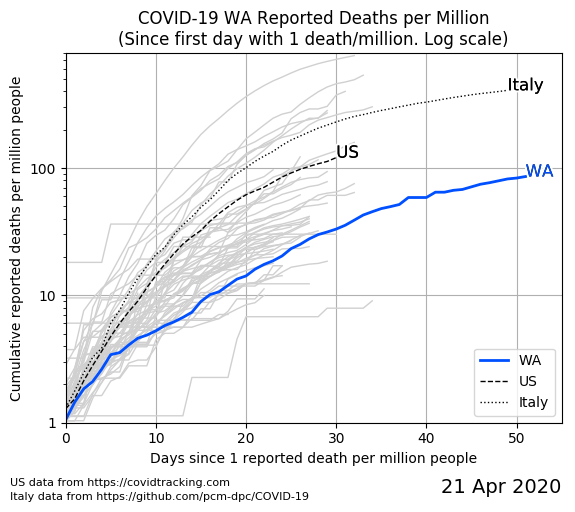 COVID-19 WA Reported Deaths per Million
(Since first day with 1 death/million. Log scale)
Cumulative reported deaths per million people
100
10
1
Italy
US
WA
WA
US
Italy
0 10 20 30 40 50
Days since 1 reported death per million people
US data from https://covidtracking.com
Italy data from https://github.com/pcm-dpc/COVID-19
21 Apr 2020